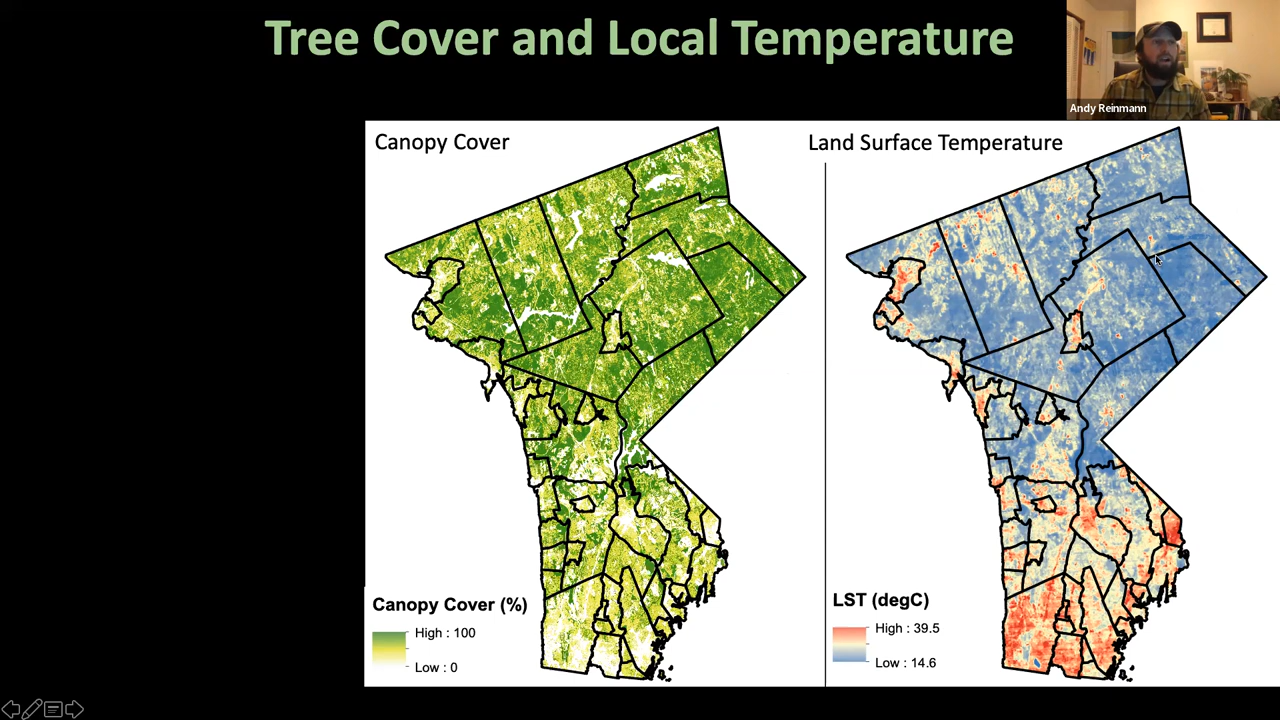 Tree Cover and Local Temperature
Andy Reinmann
Canopy Cover
Land Surface Temperature
Canopy Cover (%)
High : 100
Low : 0
LST (degC)
High : 39.5
Low : 14.6